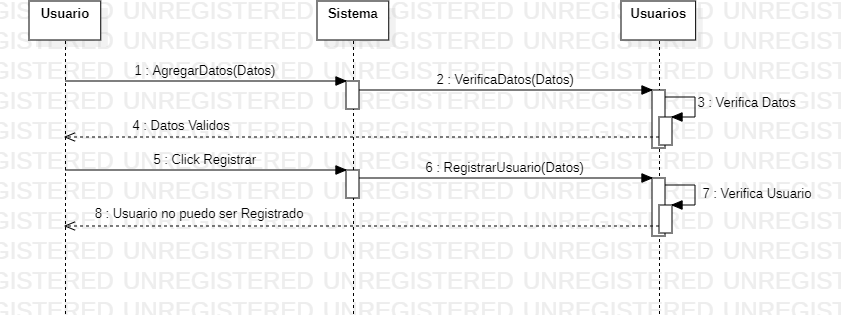 Usuario
Sistema
Usuarios
1 : AgregarDatos(Datos)
2 : VerificaDatos(Datos)
3 : Verifica Datos
4 : Datos Validos
5 : Click Registrar
6 : RegistrarUsuario(Datos)
7 : Verifica Usuario
8 : Usuario no puedo ser Registrado
UNREGISTERED